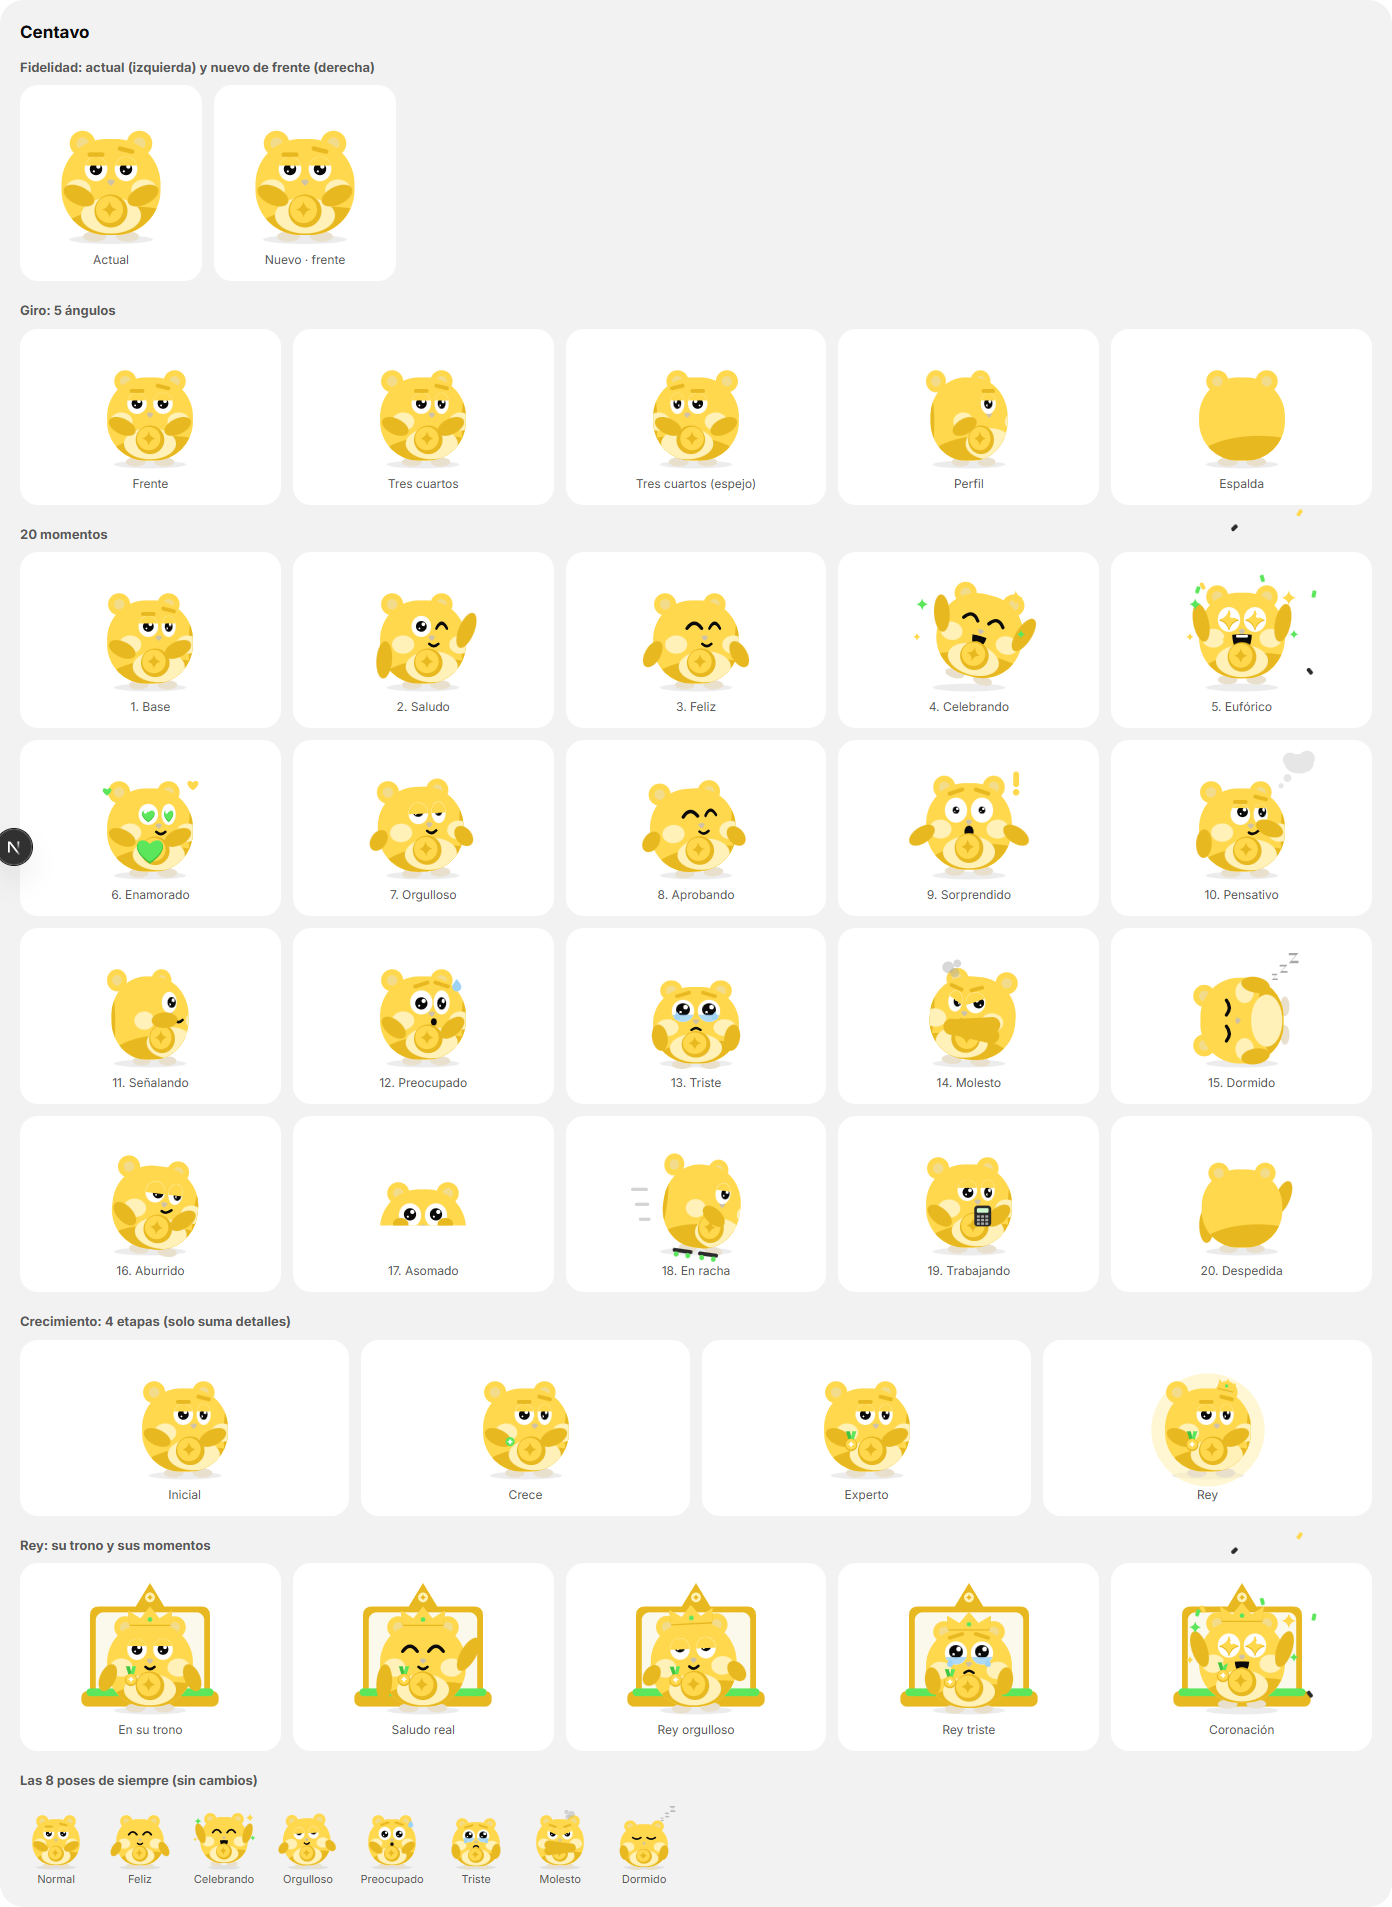 Centavo
Fidelidad: actual (izquierda) y nuevo de frente (derecha)
Actual
Nuevo · frente
Giro: 5 ángulos
Frente
Tres cuartos
Tres cuartos (espejo)
Perfil
Espalda
20 momentos
1. Base
2. Saludo
3. Feliz
4. Celebrando
5. Eufórico
6. Enamorado
7. Orgulloso
8. Aprobando
9. Sorprendido
10. Pensativo
N
z z Z
11. Señalando
12. Preocupado
13. Triste
14. Molesto
15. Dormido
16. Aburrido
17. Asomado
18. En racha
19. Trabajando
20. Despedida
Crecimiento: 4 etapas (solo suma detalles)
Inicial
Crece
Experto
Rey
Rey: su trono y sus momentos
En su trono
Saludo real
Rey orgulloso
Rey triste
Coronación
Las 8 poses de siempre (sin cambios)
z z Z
Normal
Feliz
Celebrando
Orgulloso
Preocupado
Triste
Molesto
Dormido